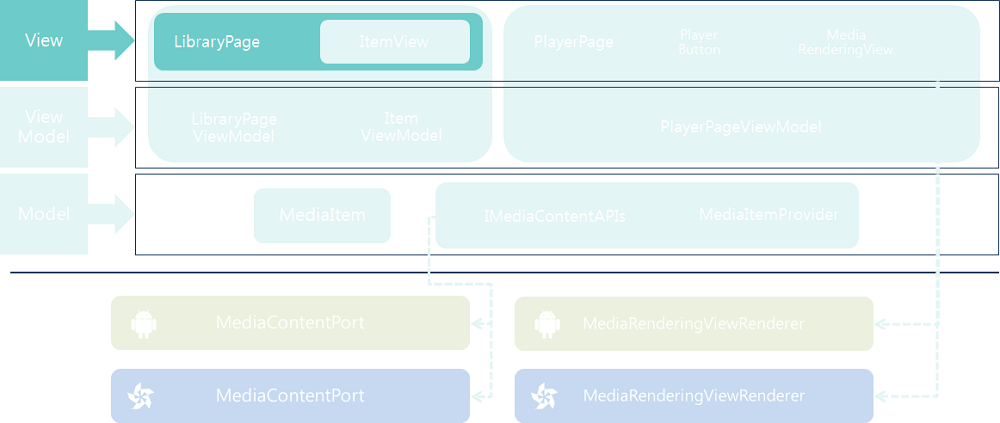 View
LibraryPage
ItemView
PlayerPage
Player
Button
Media
RenderingView
View
Model
LibraryPage
ViewModel
Item
ViewModel
PlayerPageViewModel
Model
MediaItem
IMediaContentAPIs
MediaItemProvider
MediaContentPort
MediaRenderingViewRenderer
MediaContentPort
MediaRenderingViewRenderer